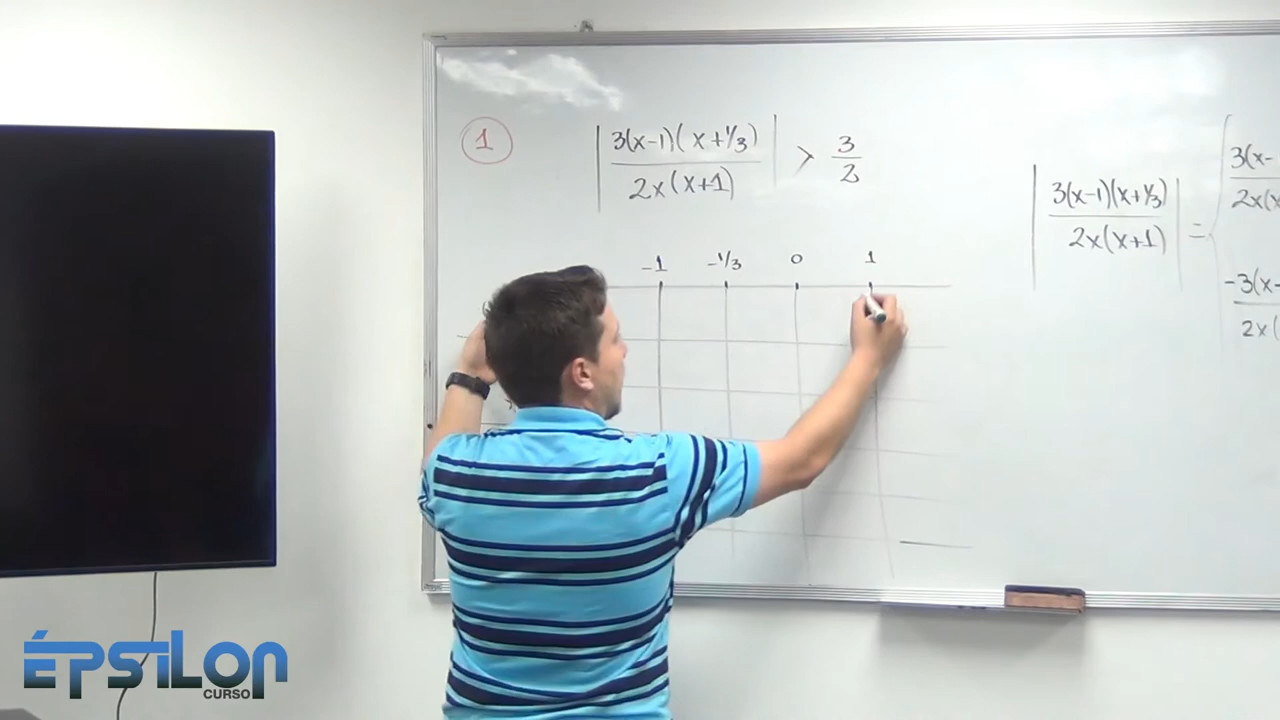 1
|3(x-1)(x+1/3)| > 3
2x(x+1) 2
-1 -1/3 0 1
|3(x-1)(x+1/3)| = {
2x(x+1)
3(x-
2x(x
-3(x-
2x(
ÉPSILON
CURSO